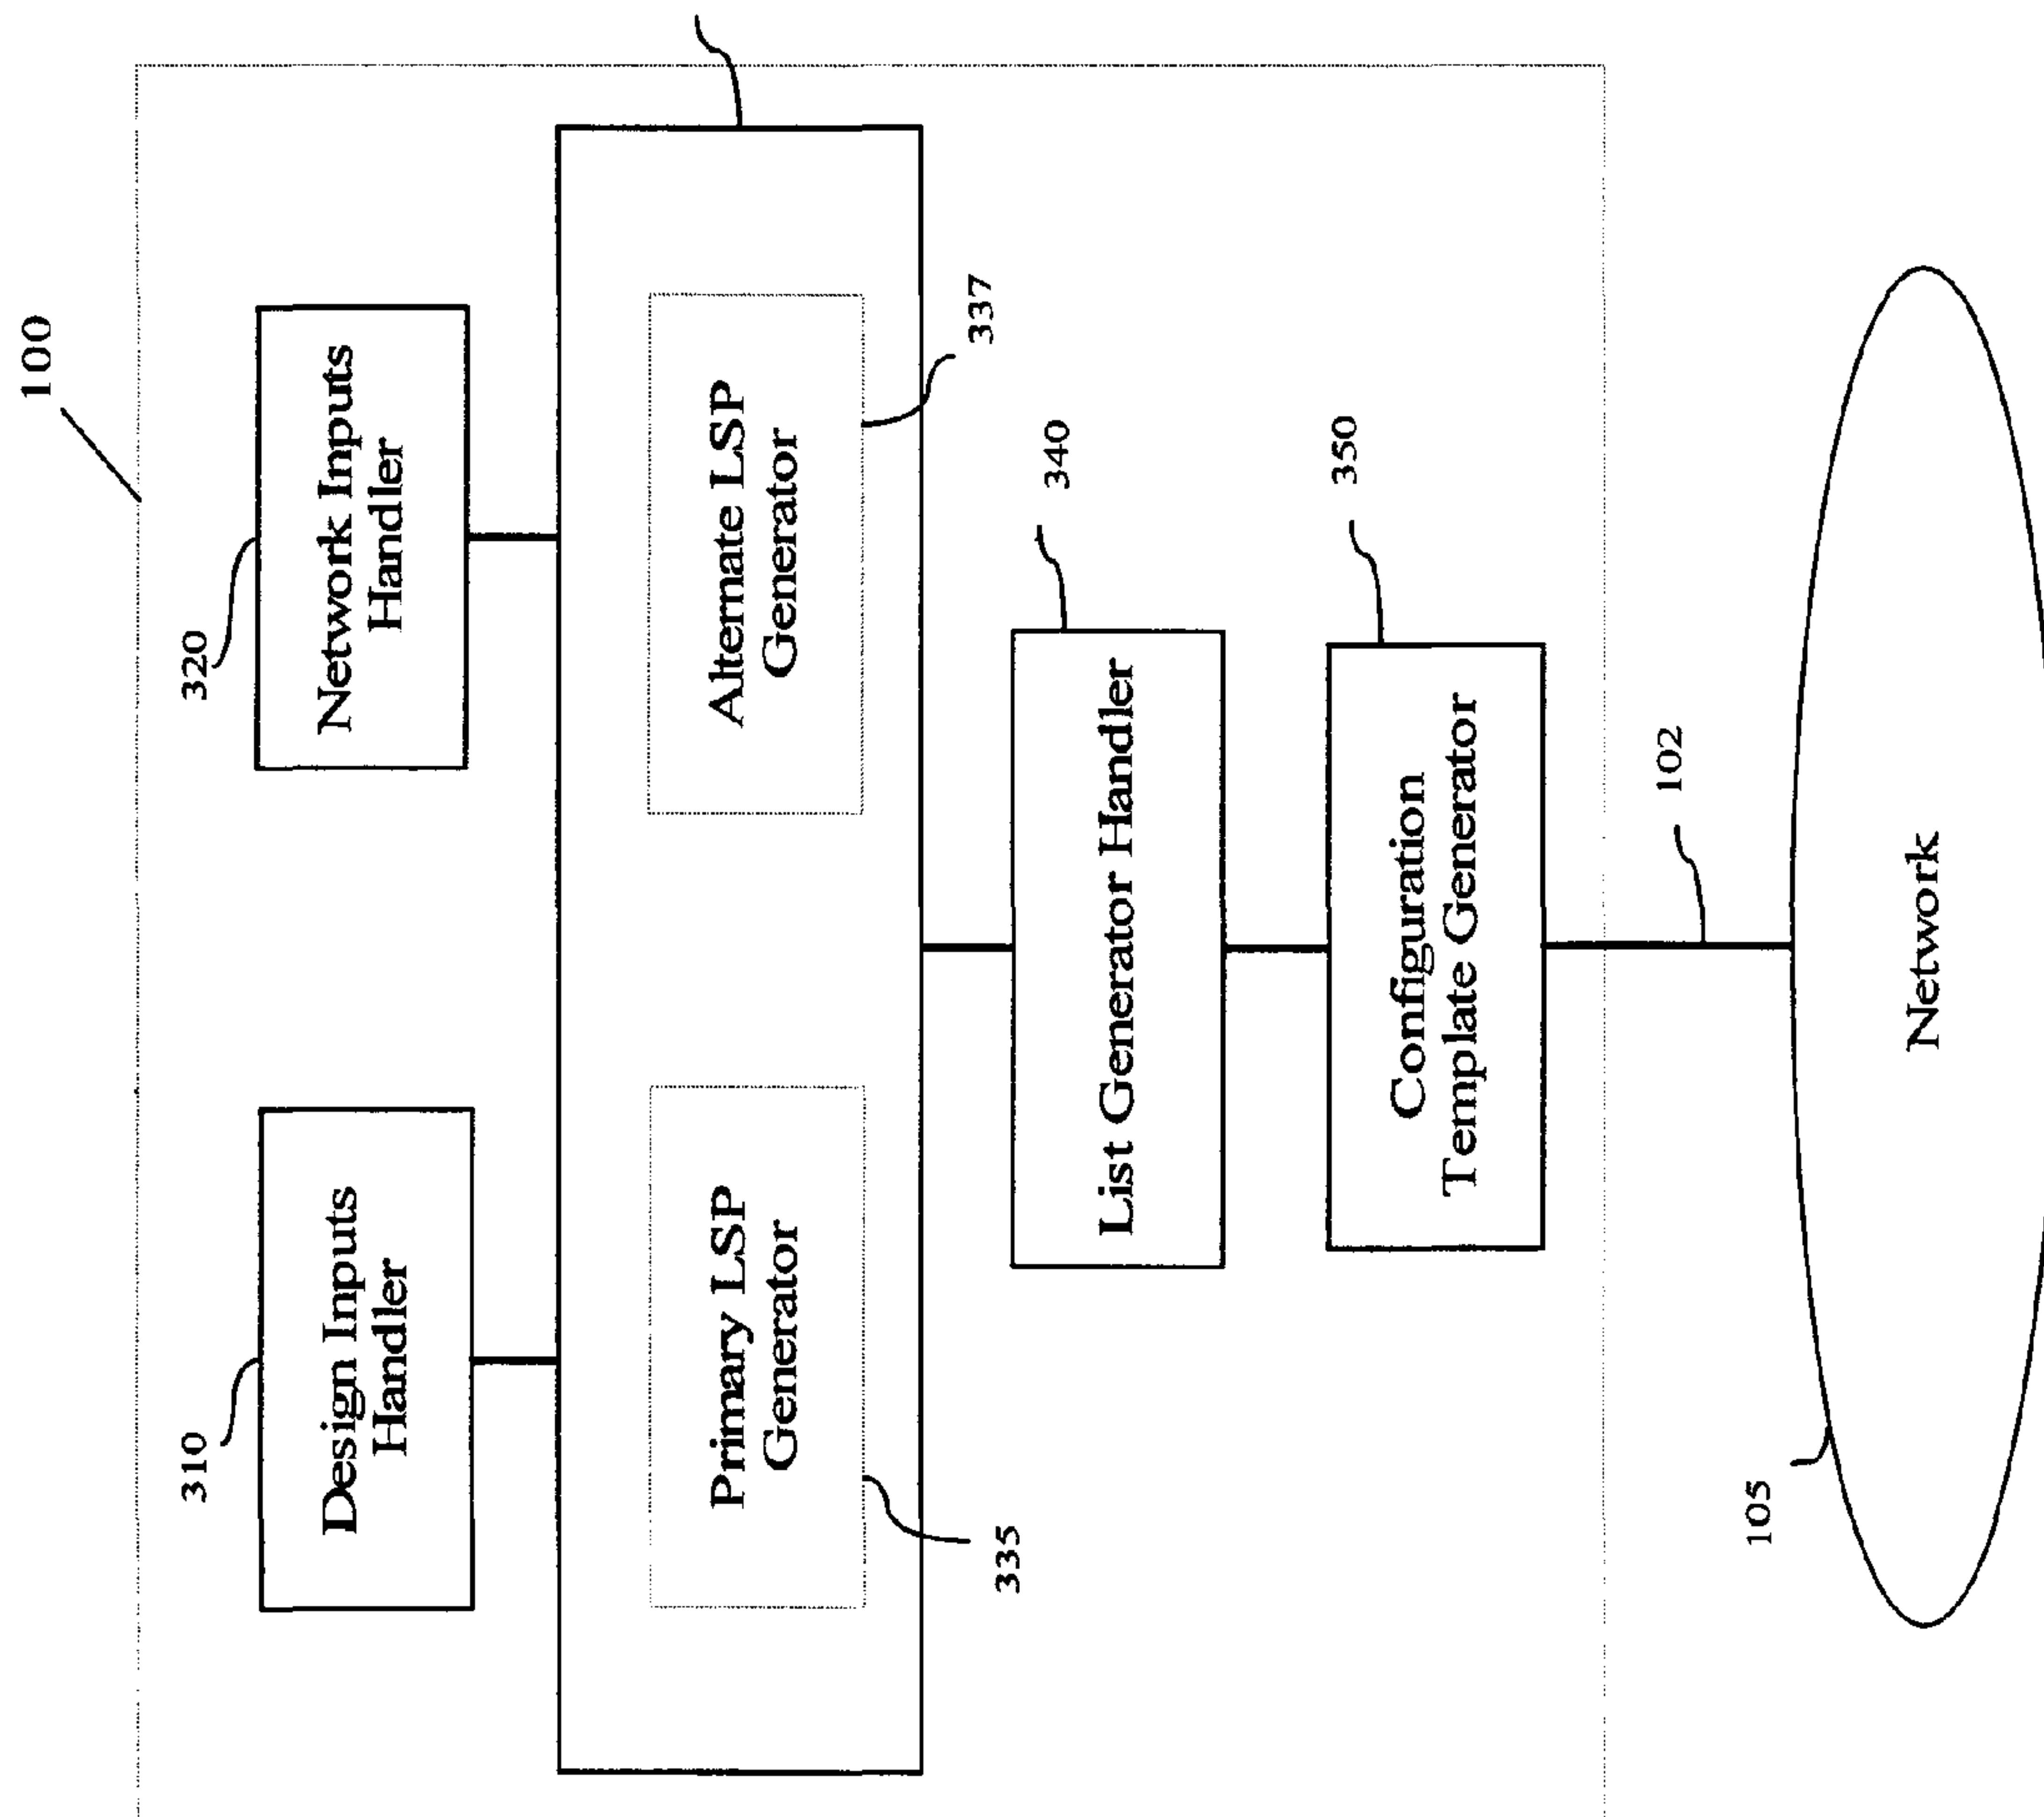 100
310
Design Inputs
Handler
320
Network Inputs
Handler
Primary LSP
Generator
335
Alternate LSP
Generator
337
List Generator Handler
340
Configuration
Template Generator
350
102
105
Network